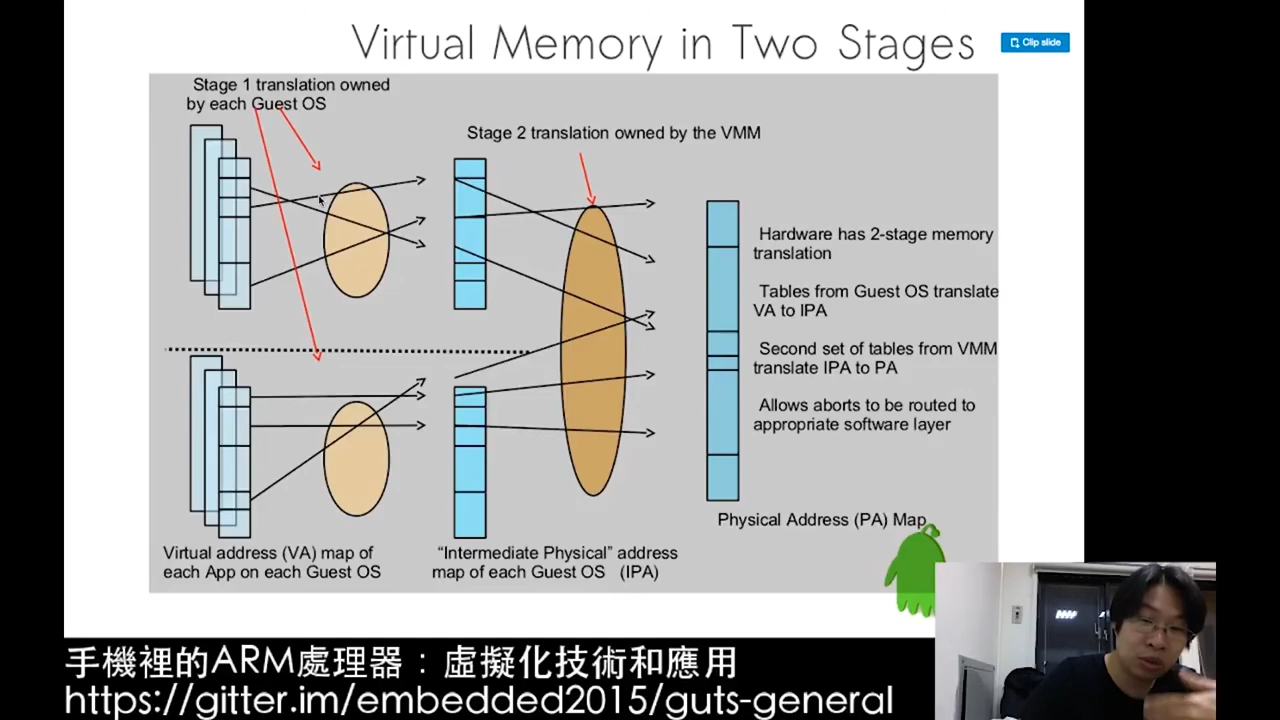 Virtual Memory in Two Stages
Clip slide
Stage 1 translation owned
by each Guest OS
Stage 2 translation owned by the VMM
Hardware has 2-stage memory
translation
Tables from Guest OS translate
VA to IPA
Second set of tables from VMM
translate IPA to PA
Allows aborts to be routed to
appropriate software layer
Physical Address (PA) Map
Virtual address (VA) map of
each App on each Guest OS
“Intermediate Physical” address
map of each Guest OS (IPA)
手機裡的ARM處理器：虛擬化技術和應用
https://gitter.im/embedded2015/guts-general